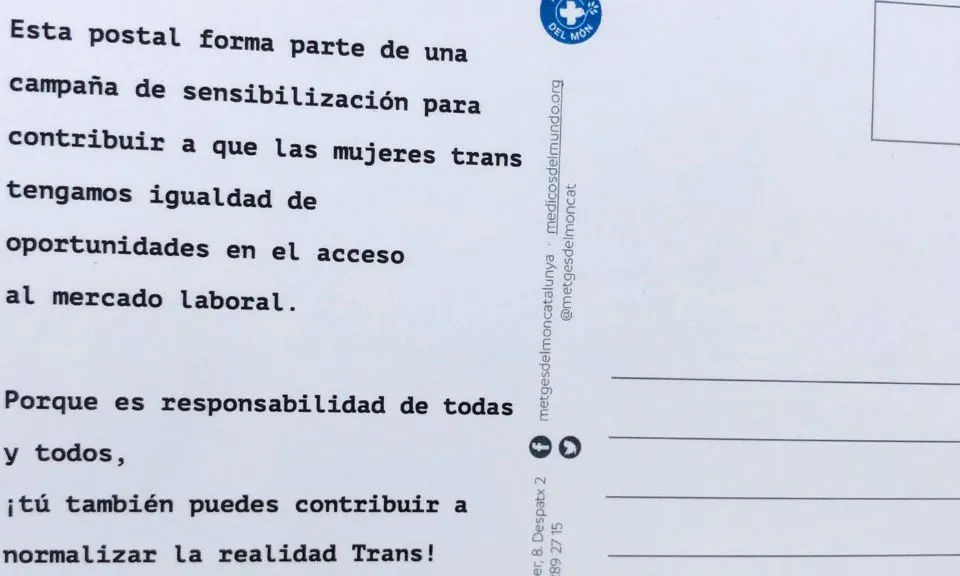 Esta postal forma parte de una
campaña de sensibilización para
contribuir a que las mujeres trans
tengamos igualdad de
oportunidades en el acceso
al mercado laboral.
Porque es responsabilidad de todas
y todos,
¡tú también puedes contribuir a
normalizar la realidad Trans!
DEL MÓN
metgesdelmoncatalunya · medicosdelmundo.org
@metgesdelmoncat
er, 8. Despatx 2
289 27 15